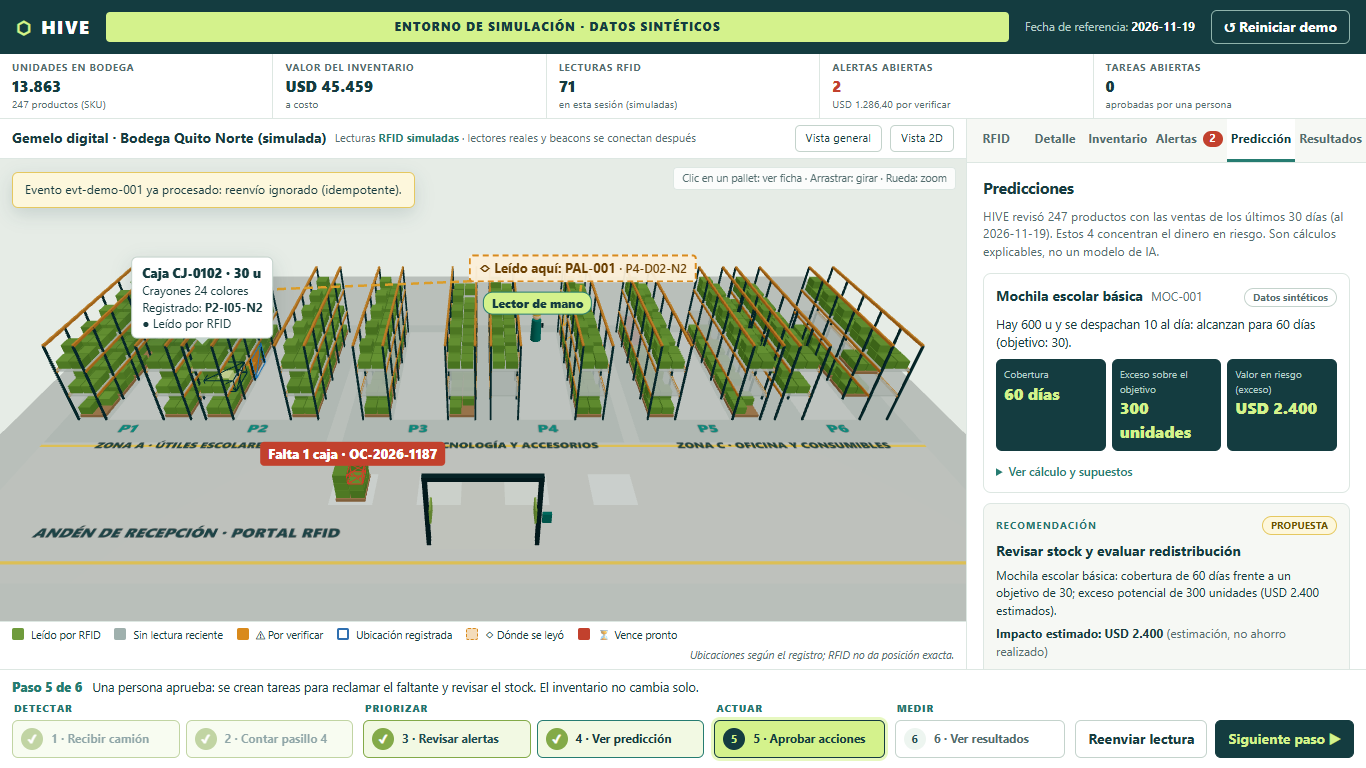 HIVE
ENTORNO DE SIMULACIÓN · DATOS SINTÉTICOS
Fecha de referencia: 2026-11-19
↺ Reiniciar demo
UNIDADES EN BODEGA
13.863
247 productos (SKU)
VALOR DEL INVENTARIO
USD 45.459
a costo
LECTURAS RFID
71
en esta sesión (simuladas)
ALERTAS ABIERTAS
2
USD 1.286,40 por verificar
TAREAS ABIERTAS
0
aprobadas por una persona
Gemelo digital · Bodega Quito Norte (simulada)
Lecturas RFID simuladas · lectores reales y beacons se conectan después
Vista general
Vista 2D
RFID
Detalle
Inventario
Alertas 2
Predicción
Resultados
Evento evt-demo-001 ya procesado: reenvío ignorado (idempotente).
Clic en un pallet: ver ficha · Arrastrar: girar · Rueda: zoom
Caja CJ-0102 · 30 u
Crayones 24 colores
Registrado: P2-I05-N2
● Leído por RFID
Leído aquí: PAL-001 · P4-D02-N2
Lector de mano
P1
P2
P3
P4
P5
P6
ZONA A · ÚTILES ESCOLARE
CNOLOGÍA Y ACCESORIOS
ZONA C · OFICINA Y CONSUMIBLES
Falta 1 caja · OC-2026-1187
ANDÉN DE RECEPCIÓN · PORTAL RFID
Leído por RFID
Sin lectura reciente
⚠ Por verificar
Ubicación registrada
◇ Dónde se leyó
⏳ Vence pronto
Ubicaciones según el registro; RFID no da posición exacta.
Predicciones
HIVE revisó 247 productos con las ventas de los últimos 30 días (al
2026-11-19). Estos 4 concentran el dinero en riesgo. Son cálculos
explicables, no un modelo de IA.
Mochila escolar básica MOC-001
Datos sintéticos
Hay 600 u y se despachan 10 al día: alcanzan para 60 días
(objetivo: 30).
Cobertura
60 días
Exceso sobre el
objetivo
300
unidades
Valor en riesgo
(exceso)
USD 2.400
▶ Ver cálculo y supuestos
RECOMENDACIÓN
PROPUESTA
Revisar stock y evaluar redistribución
Mochila escolar básica: cobertura de 60 días frente a un
objetivo de 30; exceso potencial de 300 unidades (USD 2.400
estimados).
Impacto estimado: USD 2.400 (estimación, no ahorro
realizado)
Paso 5 de 6 Una persona aprueba: se crean tareas para reclamar el faltante y revisar el stock. El inventario no cambia solo.
DETECTAR
PRIORIZAR
ACTUAR
MEDIR
✓ 1 · Recibir camión
✓ 2 · Contar pasillo 4
✓ 3 · Revisar alertas
✓ 4 · Ver predicción
5 5 · Aprobar acciones
6 6 · Ver resultados
Reenviar lectura
Siguiente paso ▶